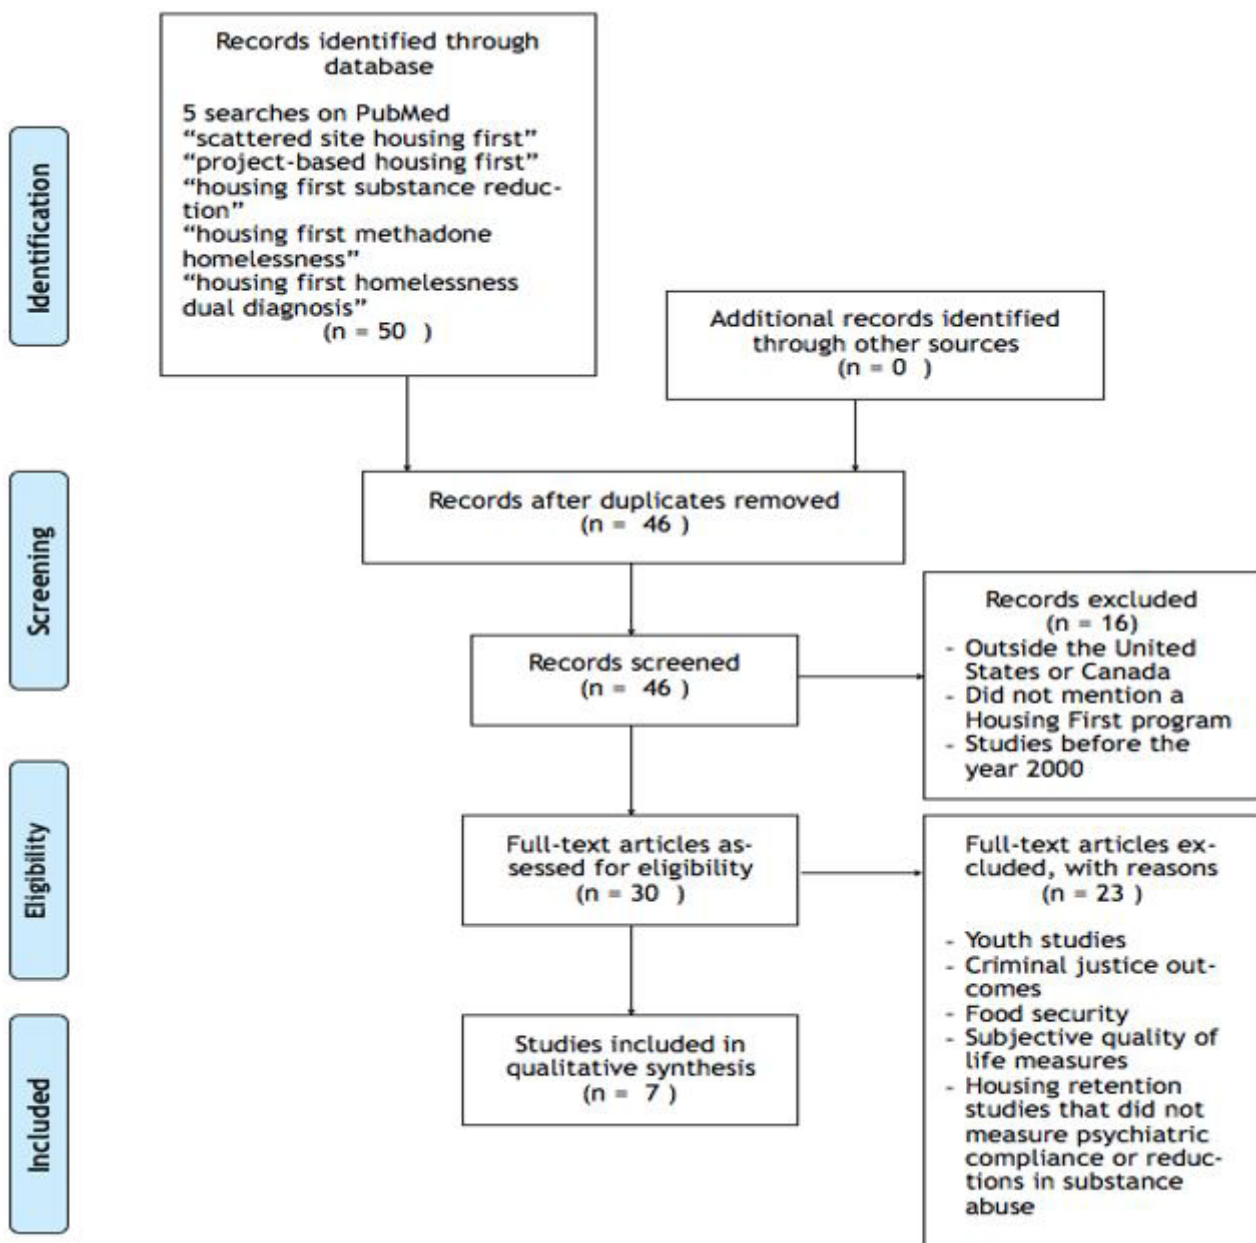 Identification
Records identified through
database
5 searches on PubMed
“scattered site housing first”
“project-based housing first”
“housing first substance reduc-
tion”
“housing first methadone
homelessness”
“housing first homelessness
dual diagnosis”
(n = 50 )
Additional records identified
through other sources
(n = 0 )
Screening
Records after duplicates removed
(n = 46 )
Records screened
(n = 46 )
Records excluded
(n = 16)
- Outside the United
States or Canada
- Did not mention a
Housing First program
- Studies before the
year 2000
Eligibility
Full-text articles as-
sessed for eligibility
(n = 30 )
Full-text articles ex-
cluded, with reasons
(n = 23 )
- Youth studies
- Criminal justice out-
comes
- Food security
- Subjective quality of
life measures
- Housing retention
studies that did not
measure psychiatric
compliance or reduc-
tions in substance
abuse
Included
Studies included in
qualitative synthesis
(n = 7 )